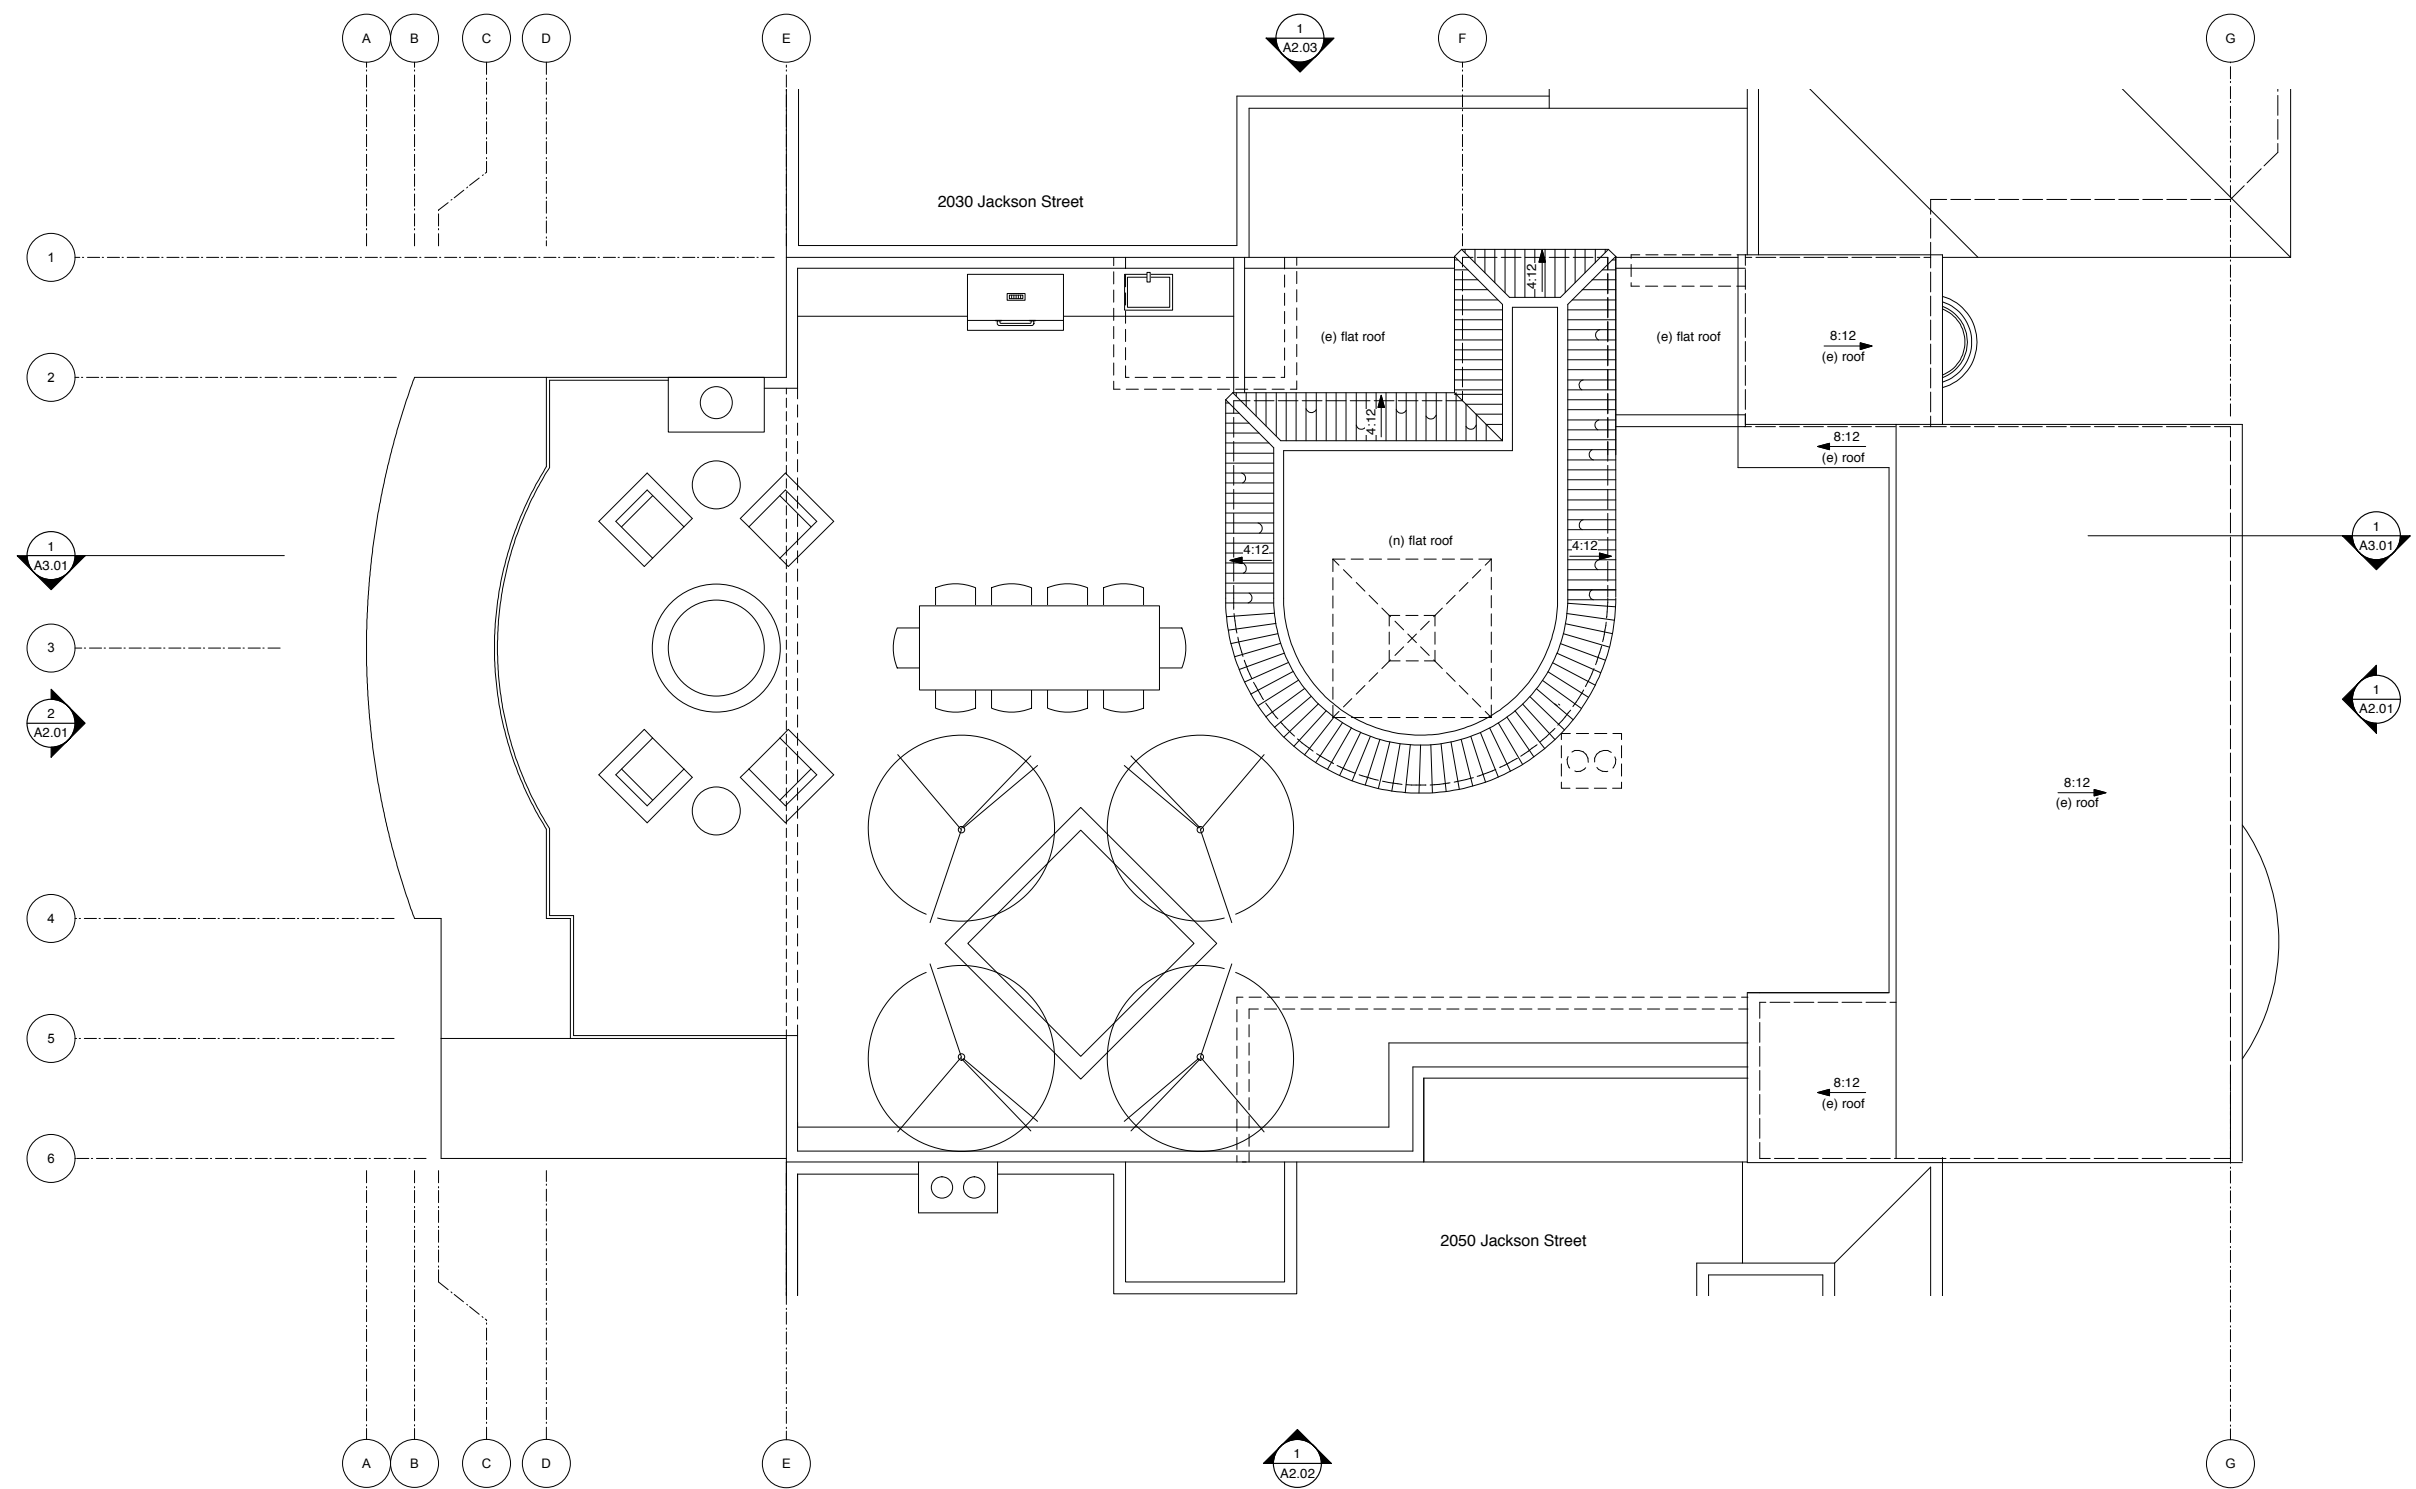 A
B
C
D
E
1
A2.03
F
G
2030 Jackson Street
1
4:12
(e) flat roof
(e) flat roof
8:12
(e) roof
2
4:12
8:12
(e) roof
1
A3.01
(n) flat roof
4:12
4:12
1
A3.01
3
2
A2.01
1
A2.01
8:12
(e) roof
4
5
8:12
(e) roof
6
2050 Jackson Street
A
B
C
D
E
1
A2.02
G